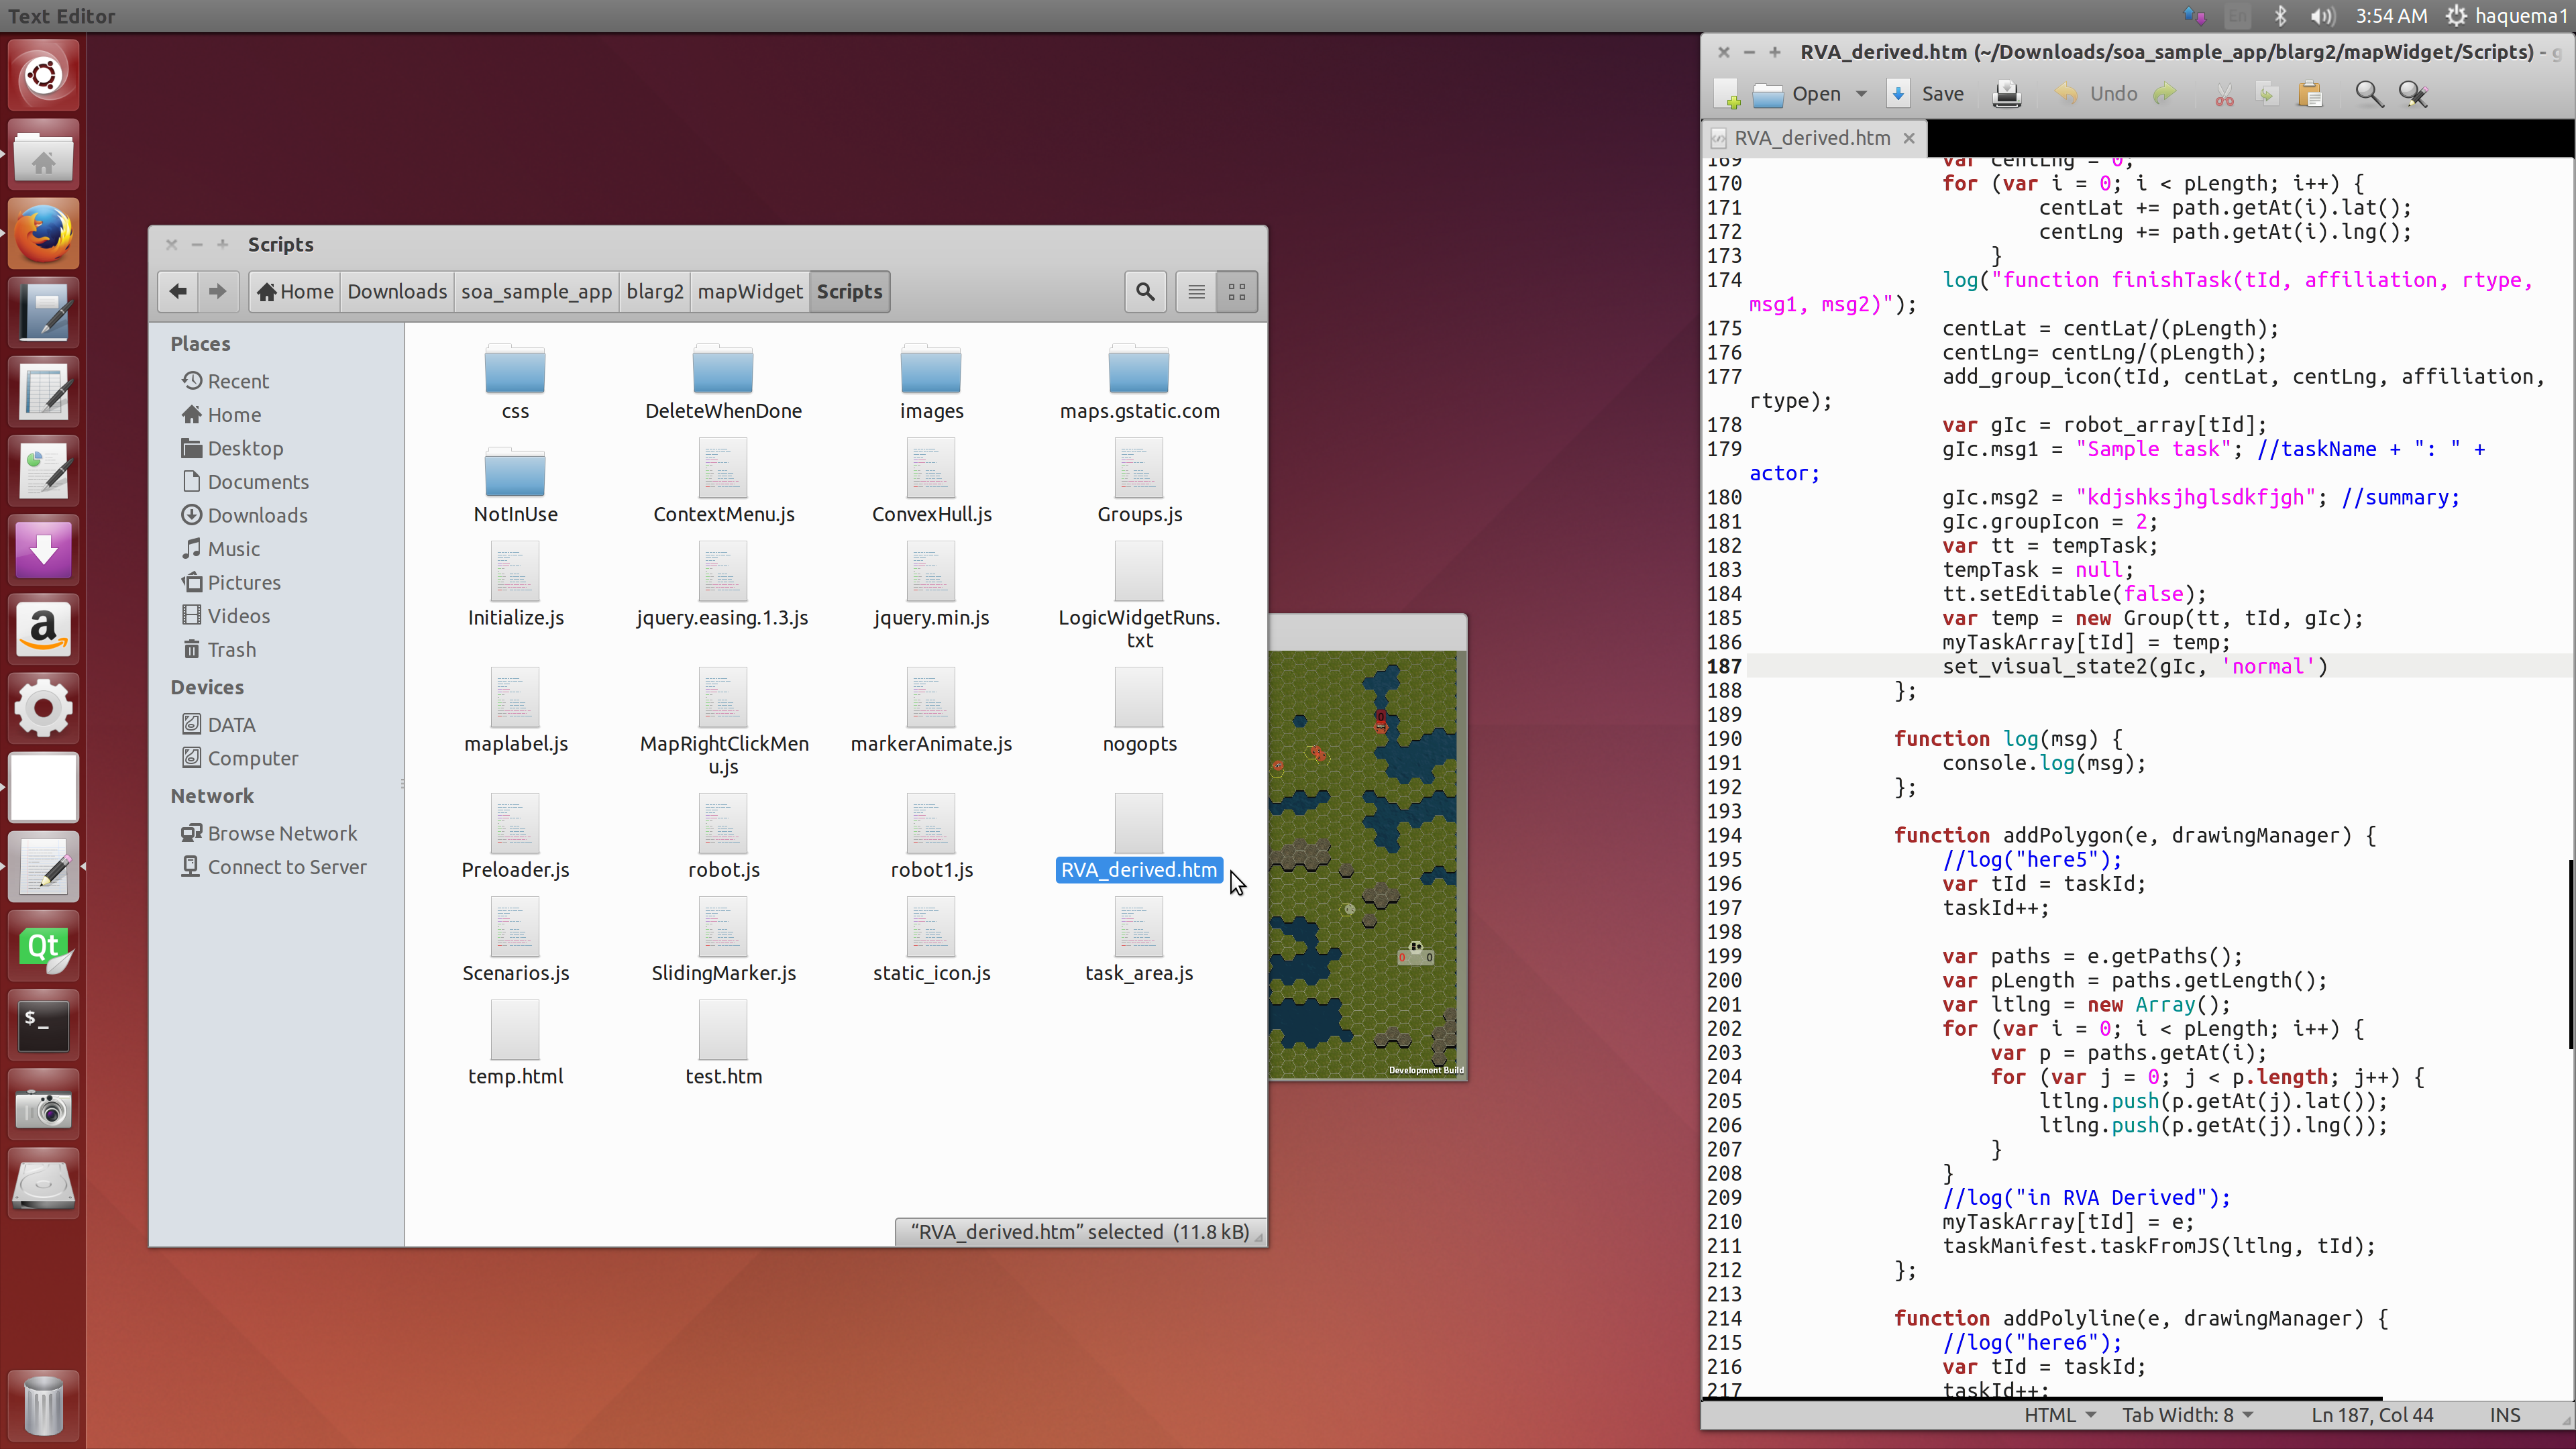 Text Editor
En
3:54 AM
haquema1
Scripts
Home
Downloads
soa_sample_app
blarg2
mapWidget
Scripts
Places
Recent
Home
Desktop
Documents
Downloads
Music
Pictures
Videos
Trash
Devices
DATA
Computer
Network
Browse Network
Connect to Server
css
DeleteWhenDone
images
maps.gstatic.com
NotInUse
ContextMenu.js
ConvexHull.js
Groups.js
Initialize.js
jquery.easing.1.3.js
jquery.min.js
LogicWidgetRuns.
txt
maplabel.js
MapRightClickMen
u.js
markerAnimate.js
nogopts
Preloader.js
robot.js
robot1.js
RVA_derived.htm
Scenarios.js
SlidingMarker.js
static_icon.js
task_area.js
temp.html
test.htm
“RVA_derived.htm” selected (11.8 kB)
0
0 0
Development Build
RVA_derived.htm (~/Downloads/soa_sample_app/blarg2/mapWidget/Scripts) - g
Open
Save
Undo
RVA_derived.htm
169 var centLng = 0;
170 for (var i = 0; i < pLength; i++) {
171 centLat += path.getAt(i).lat();
172 centLng += path.getAt(i).lng();
173 }
174 log("function finishTask(tId, affiliation, rtype,
msg1, msg2)");
175 centLat = centLat/(pLength);
176 centLng= centLng/(pLength);
177 add_group_icon(tId, centLat, centLng, affiliation,
rtype);
178 var gIc = robot_array[tId];
179 gIc.msg1 = "Sample task"; //taskName + ": " +
actor;
180 gIc.msg2 = "kdjshksjhglsdkfjgh"; //summary;
181 gIc.groupIcon = 2;
182 var tt = tempTask;
183 tempTask = null;
184 tt.setEditable(false);
185 var temp = new Group(tt, tId, gIc);
186 myTaskArray[tId] = temp;
187 set_visual_state2(gIc, 'normal')
188 };
189
190 function log(msg) {
191 console.log(msg);
192 };
193
194 function addPolygon(e, drawingManager) {
195 //log("here5");
196 var tId = taskId;
197 taskId++;
198
199 var paths = e.getPaths();
200 var pLength = paths.getLength();
201 var ltlng = new Array();
202 for (var i = 0; i < pLength; i++) {
203 var p = paths.getAt(i);
204 for (var j = 0; j < p.length; j++) {
205 ltlng.push(p.getAt(j).lat());
206 ltlng.push(p.getAt(j).lng());
207 }
208 }
209 //log("in RVA Derived");
210 myTaskArray[tId] = e;
211 taskManifest.taskFromJS(ltlng, tId);
212 };
213
214 function addPolyline(e, drawingManager) {
215 //log("here6");
216 var tId = taskId;
217 taskId++;
HTML
Tab Width: 8
Ln 187, Col 44
INS
Qt
$_
a